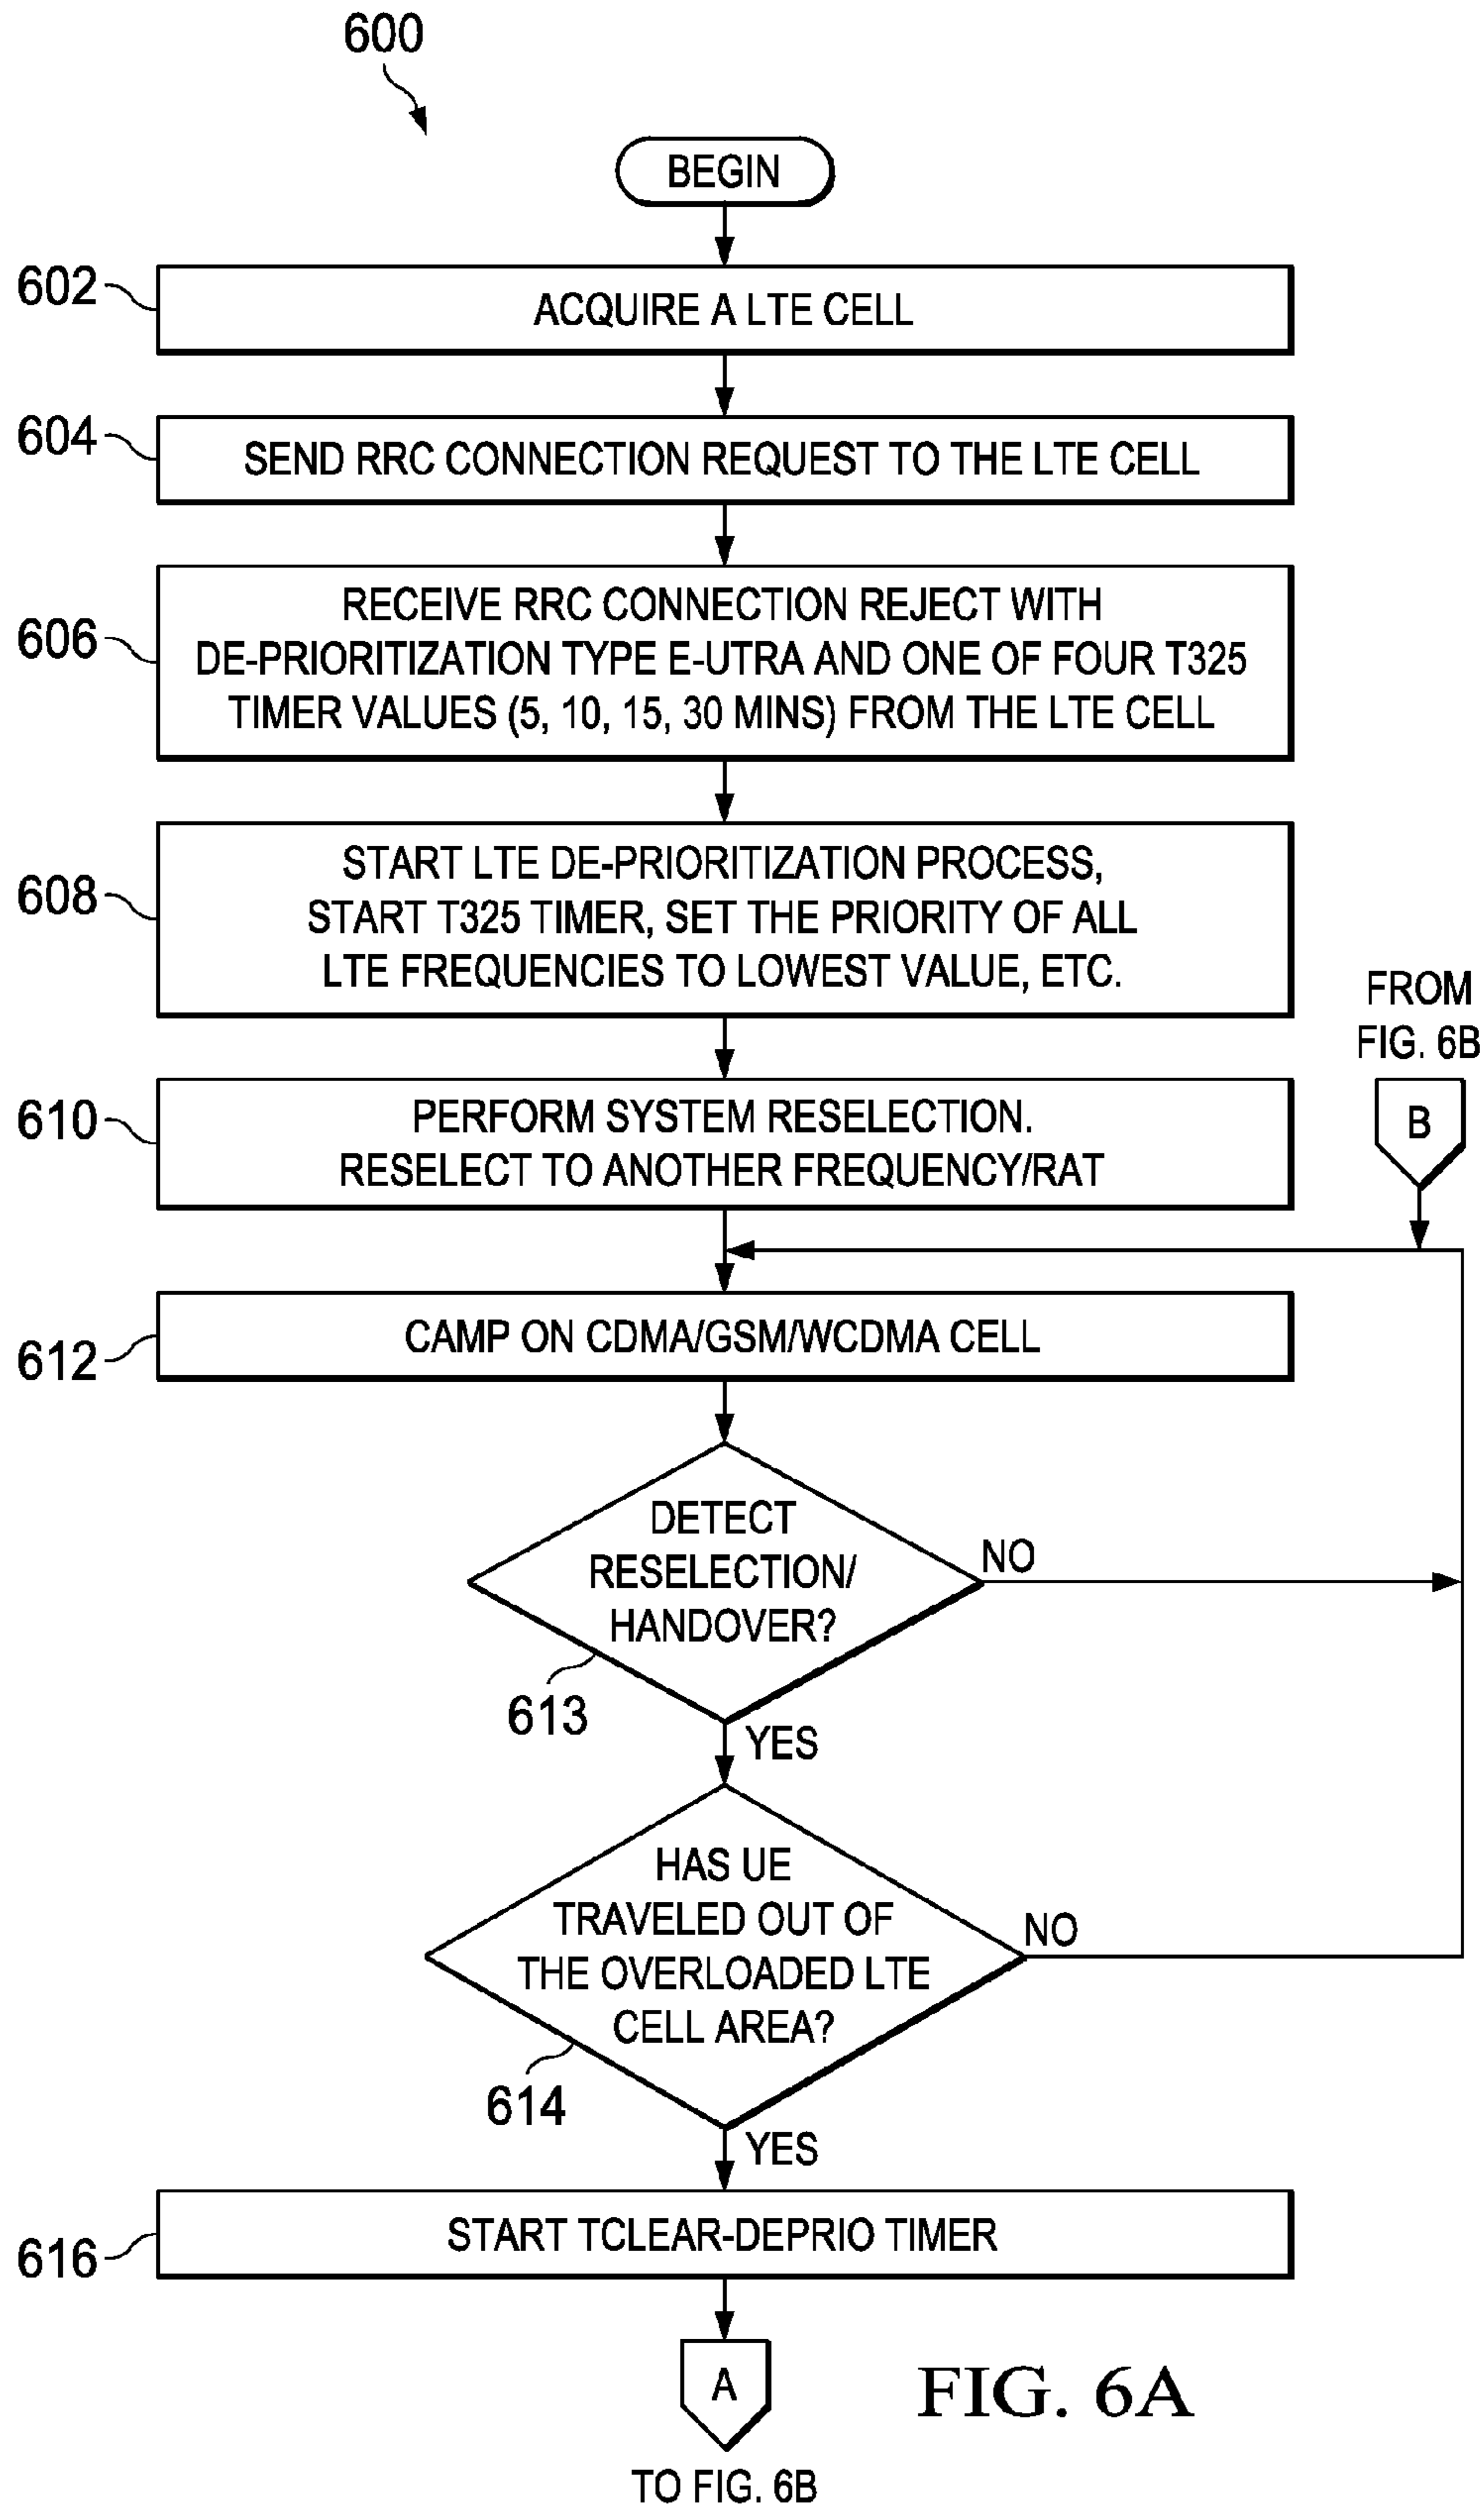 600
BEGIN
602
ACQUIRE A LTE CELL
604
SEND RRC CONNECTION REQUEST TO THE LTE CELL
606
RECEIVE RRC CONNECTION REJECT WITH
DE-PRIORITIZATION TYPE E-UTRA AND ONE OF FOUR T325
TIMER VALUES (5, 10, 15, 30 MINS) FROM THE LTE CELL
608
START LTE DE-PRIORITIZATION PROCESS,
START T325 TIMER, SET THE PRIORITY OF ALL
LTE FREQUENCIES TO LOWEST VALUE, ETC.
FROM
FIG. 6B
B
610
PERFORM SYSTEM RESELECTION.
RESELECT TO ANOTHER FREQUENCY/RAT
612
CAMP ON CDMA/GSM/WCDMA CELL
DETECT
RESELECTION/
HANDOVER?
NO
613
YES
HAS UE
TRAVELED OUT OF
THE OVERLOADED LTE
CELL AREA?
NO
614
YES
616
START TCLEAR-DEPRIO TIMER
A
TO FIG. 6B
FIG. 6A